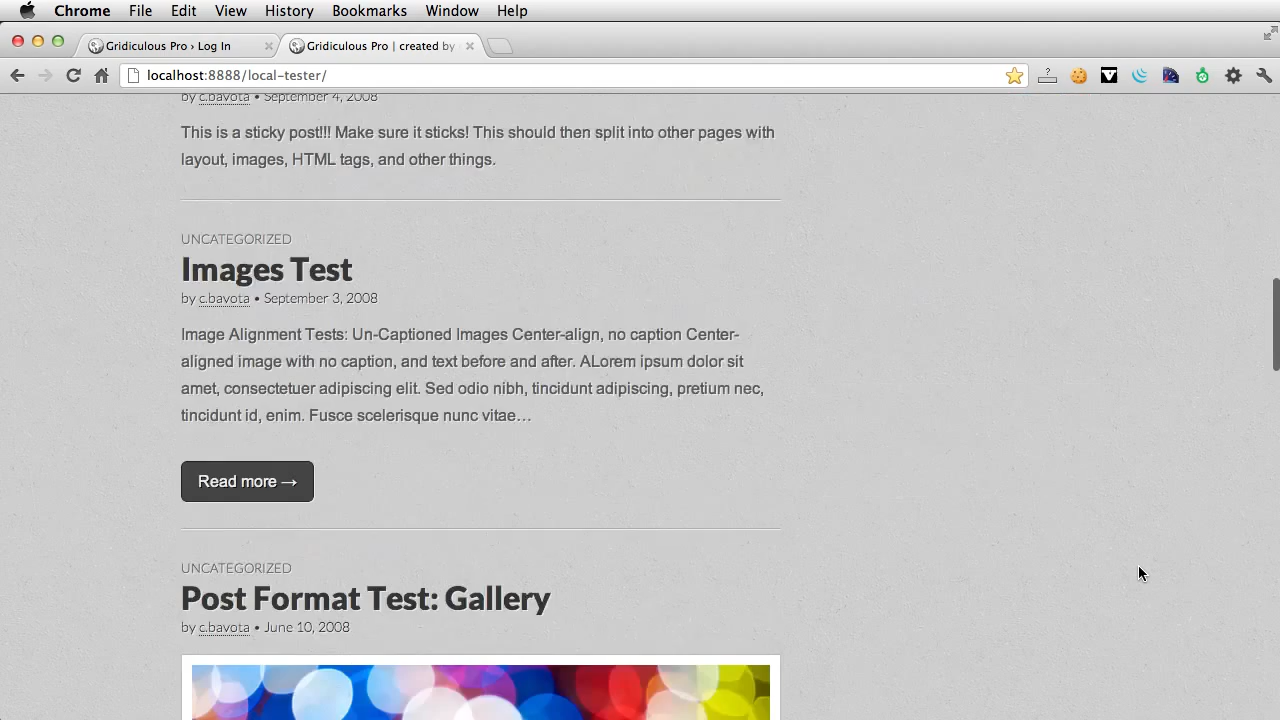 Chrome File Edit View History Bookmarks Window Help
Gridiculous Pro › Log In
Gridiculous Pro | created by
localhost:8888/local-tester/
by c.bavota • September 4, 2008
This is a sticky post!!! Make sure it sticks! This should then split into other pages with
layout, images, HTML tags, and other things.
UNCATEGORIZED
Images Test
by c.bavota • September 3, 2008
Image Alignment Tests: Un-Captioned Images Center-align, no caption Center-
aligned image with no caption, and text before and after. ALorem ipsum dolor sit
amet, consectetuer adipiscing elit. Sed odio nibh, tincidunt adipiscing, pretium nec,
tincidunt id, enim. Fusce scelerisque nunc vitae…
Read more →
UNCATEGORIZED
Post Format Test: Gallery
by c.bavota • June 10, 2008